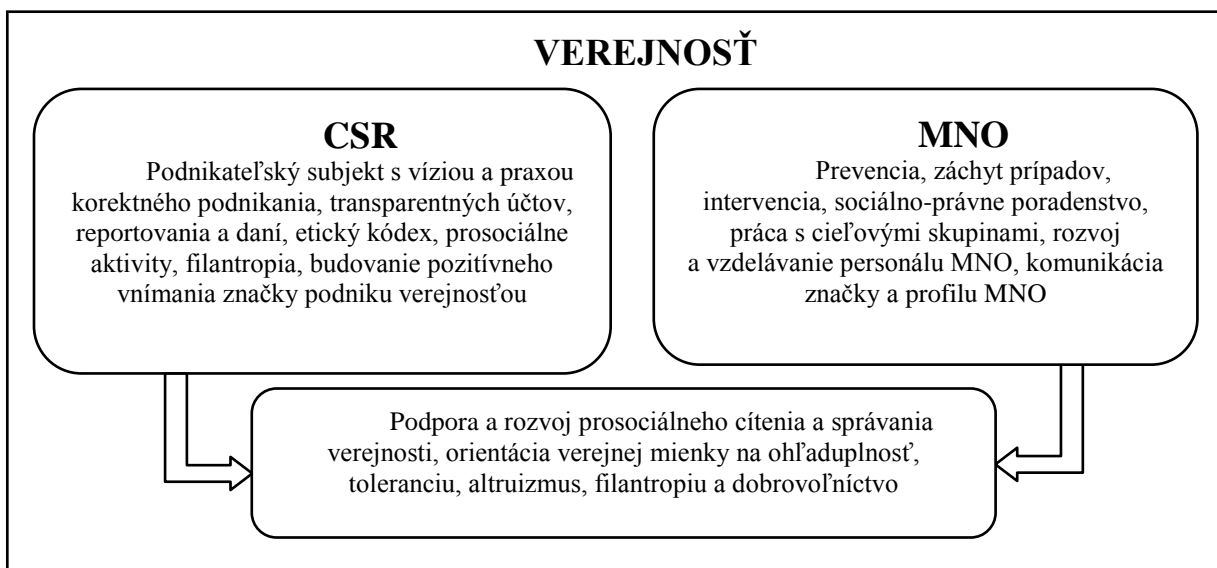 VEREJNOSŤ
CSR
Podnikateľský subjekt s víziou a praxou
korektného podnikania, transparentných účtov,
reportovania a daní, etický kódex, prosociálne
aktivity, filantropia, budovanie pozitívneho
vnímania značky podniku verejnosťou
MNO
Prevencia, záchyt prípadov,
intervencia, sociálno-právne poradenstvo,
práca s cieľovými skupinami, rozvoj
a vzdelávanie personálu MNO, komunikácia
značky a profilu MNO
Podpora a rozvoj prosociálneho cítenia a správania
verejnosti, orientácia verejnej mienky na ohľaduplnosť,
toleranciu, altruizmus, filantropiu a dobrovoľníctvo